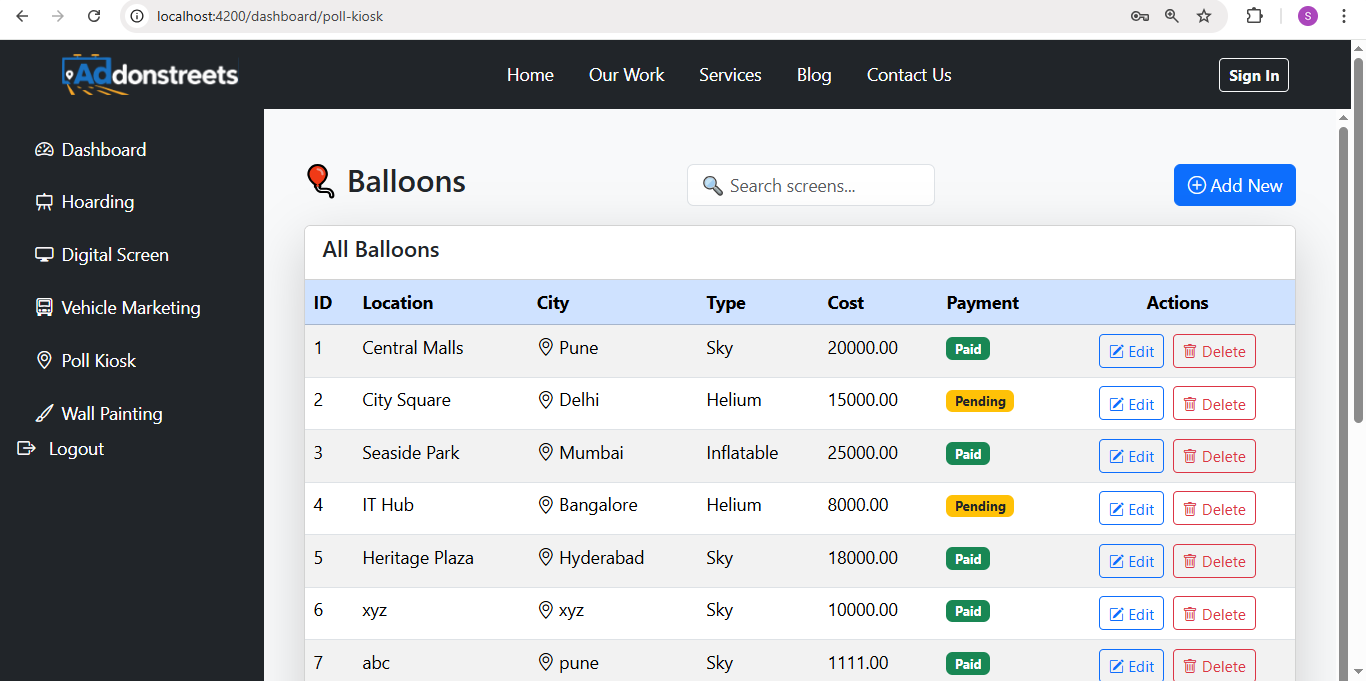 localhost:4200/dashboard/poll-kiosk
S
Addonstreets
Home Our Work Services Blog Contact Us
Sign In
Dashboard
Hoarding
Digital Screen
Vehicle Marketing
Poll Kiosk
Wall Painting
Logout
Balloons
Search screens...
Add New
All Balloons
ID Location City Type Cost Payment Actions
1 Central Malls Pune Sky 20000.00 Paid Edit Delete
2 City Square Delhi Helium 15000.00 Pending Edit Delete
3 Seaside Park Mumbai Inflatable 25000.00 Paid Edit Delete
4 IT Hub Bangalore Helium 8000.00 Pending Edit Delete
5 Heritage Plaza Hyderabad Sky 18000.00 Paid Edit Delete
6 xyz xyz Sky 10000.00 Paid Edit Delete
7 abc pune Sky 1111.00 Paid Edit Delete